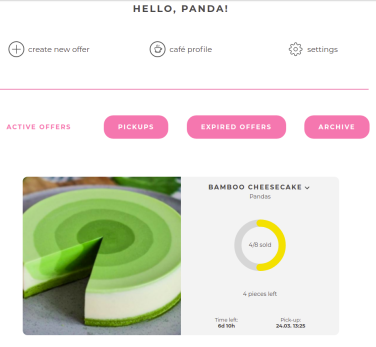 HELLO, PANDA!
create new offer
café profile
settings
ACTIVE OFFERS
PICKUPS
EXPIRED OFFERS
ARCHIVE
BAMBOO CHEESECAKE
Pandas
4/8 sold
4 pieces left
Time left:
6d 10h
Pick-up:
24.03, 13:25